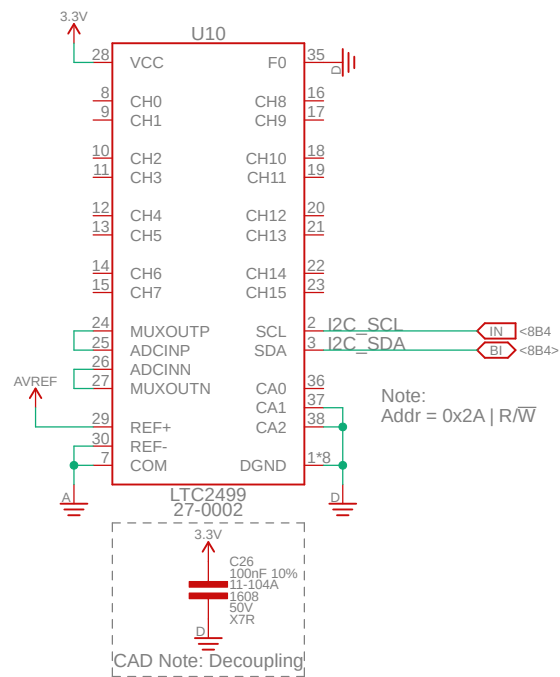 3.3V
U10
28 VCC F0 35 D
8 CH0 CH8 16
9 CH1 CH9 17
10 CH2 CH10 18
11 CH3 CH11 19
12 CH4 CH12 20
13 CH5 CH13 21
14 CH6 CH14 22
15 CH7 CH15 23
24 MUXOUTP SCL 2 I2C_SCL IN <8B4
25 ADCINP SDA 3 I2C_SDA BI <8B4>
26 ADCINN
27 MUXOUTN CA0 36
AVREF
CA1 37
29 REF+ CA2 38
30 REF-
7 COM DGND 1*8
Note:
Addr = 0x2A | R/W̅
A
D
LTC2499
27-0002
3.3V
C26
100nF 10%
11-104A
1608
50V
X7R
D
CAD Note: Decoupling